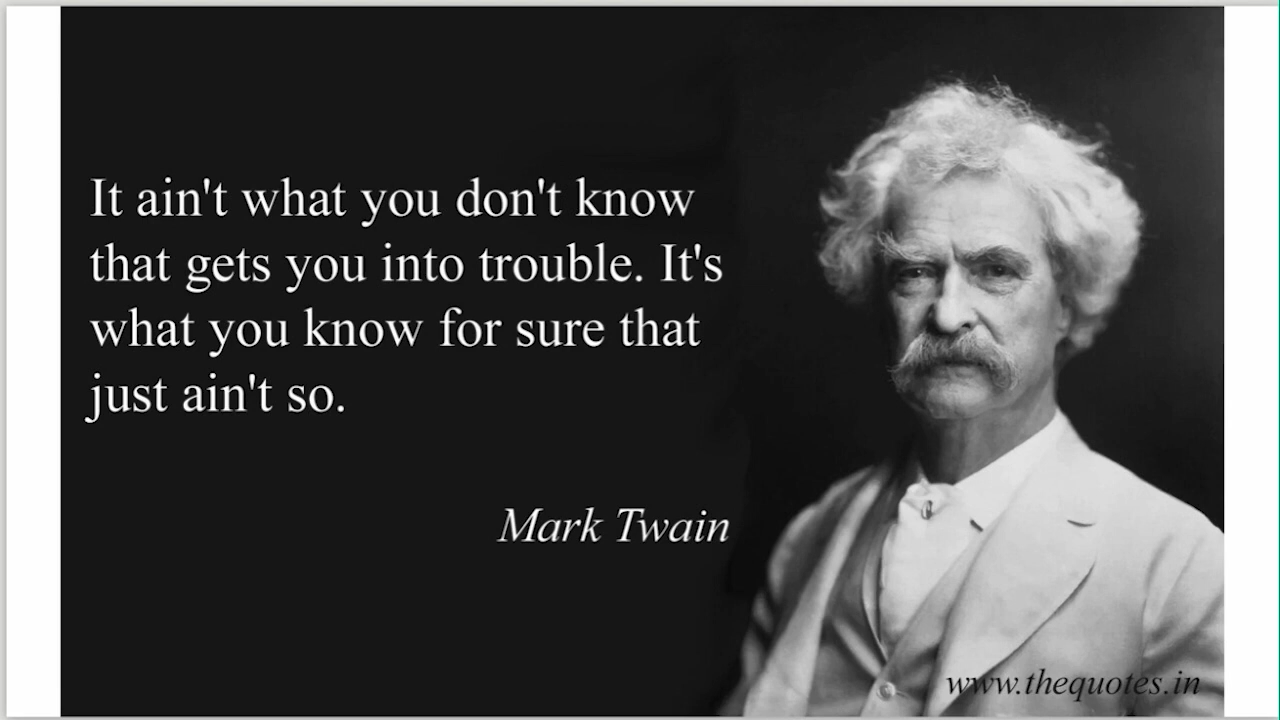 It ain't what you don't know
that gets you into trouble. It's
what you know for sure that
just ain't so.
Mark Twain
www.thequotes.in